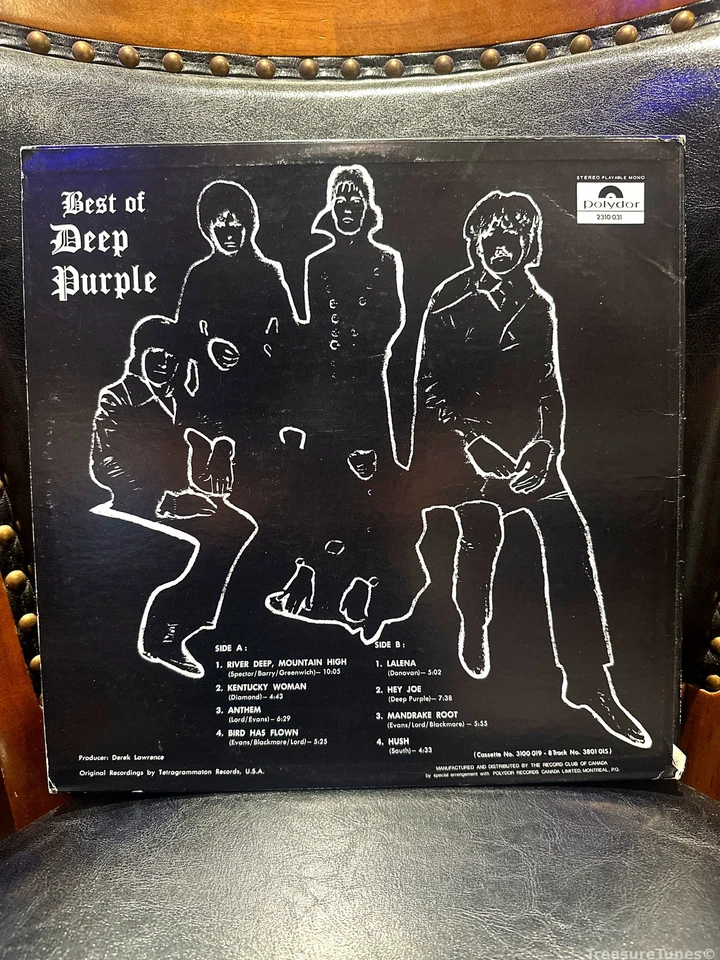 Best of
Deep
Purple
STEREO PLAYABLE MONO
Polydor
2310 031
SIDE A :
1. RIVER DEEP, MOUNTAIN HIGH
(Spector/Barry/Greenwich)— 10:05
2. KENTUCKY WOMAN
(Diamond)— 4:43
3. ANTHEM
(Lord/Evans)— 6:29
4. BIRD HAS FLOWN
(Evans/Blackmore/Lord)— 5:25
SIDE B :
1. LALENA
(Donovan)— 5:02
2. HEY JOE
(Deep Purple)— 7:38
3. MANDRAKE ROOT
(Evans/Lord/Blackmore)— 5:55
4. HUSH
(South)— 4:33
(Cassette No. 3100 019 - 8 Track No. 3801 015)
Producer: Derek Lawrence
Original Recordings by Tetragrammaton Records, U.S.A.
MANUFACTURED AND DISTRIBUTED BY THE RECORD CLUB OF CANADA
by special arrangement with POLYDOR RECORDS CANADA LIMITED, MONTREAL, P.Q.
TreasureTunes©